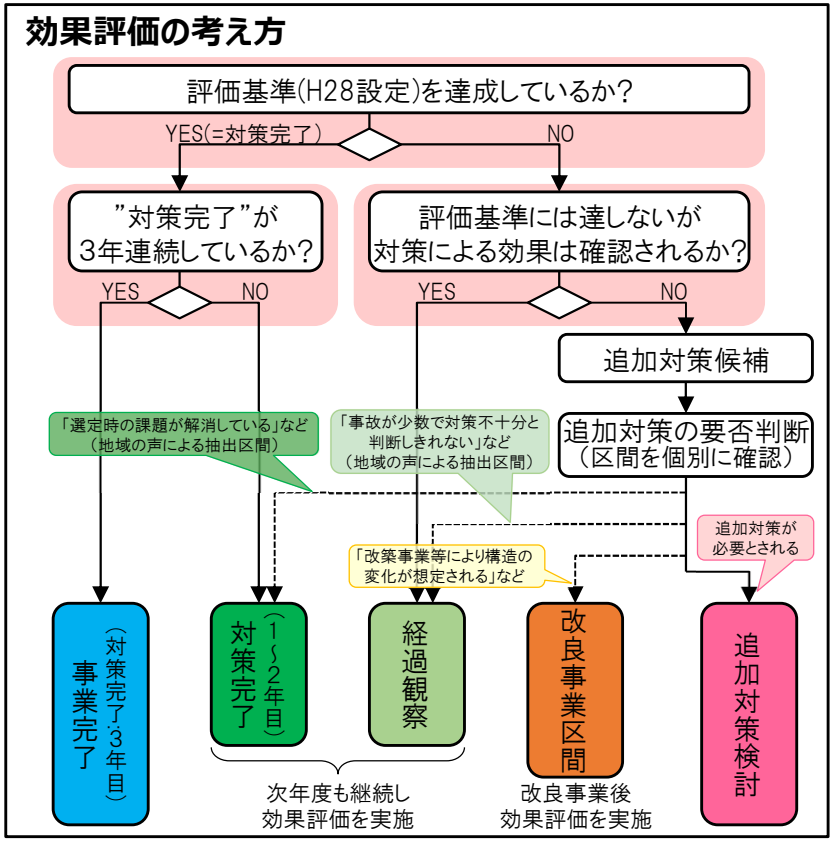 効果評価の考え方
評価基準(H28設定)を達成しているか?
YES(=対策完了)
NO
”対策完了”が
3年連続しているか?
評価基準には達しないが
対策による効果は確認されるか?
YES
NO
YES
NO
追加対策候補
追加対策の要否判断
(区間を個別に確認)
「選定時の課題が解消している」など
(地域の声による抽出区間)
「事故が少数で対策不十分と
判断しきれない」など
(地域の声による抽出区間)
「改築事業等により構造の
変化が想定される」など
追加対策が
必要とされる
事業完了
(対策完了:3年目)
対策完了
(1～2年目)
経過観察
改良事業区間
追加対策検討
次年度も継続し
効果評価を実施
改良事業後
効果評価を実施